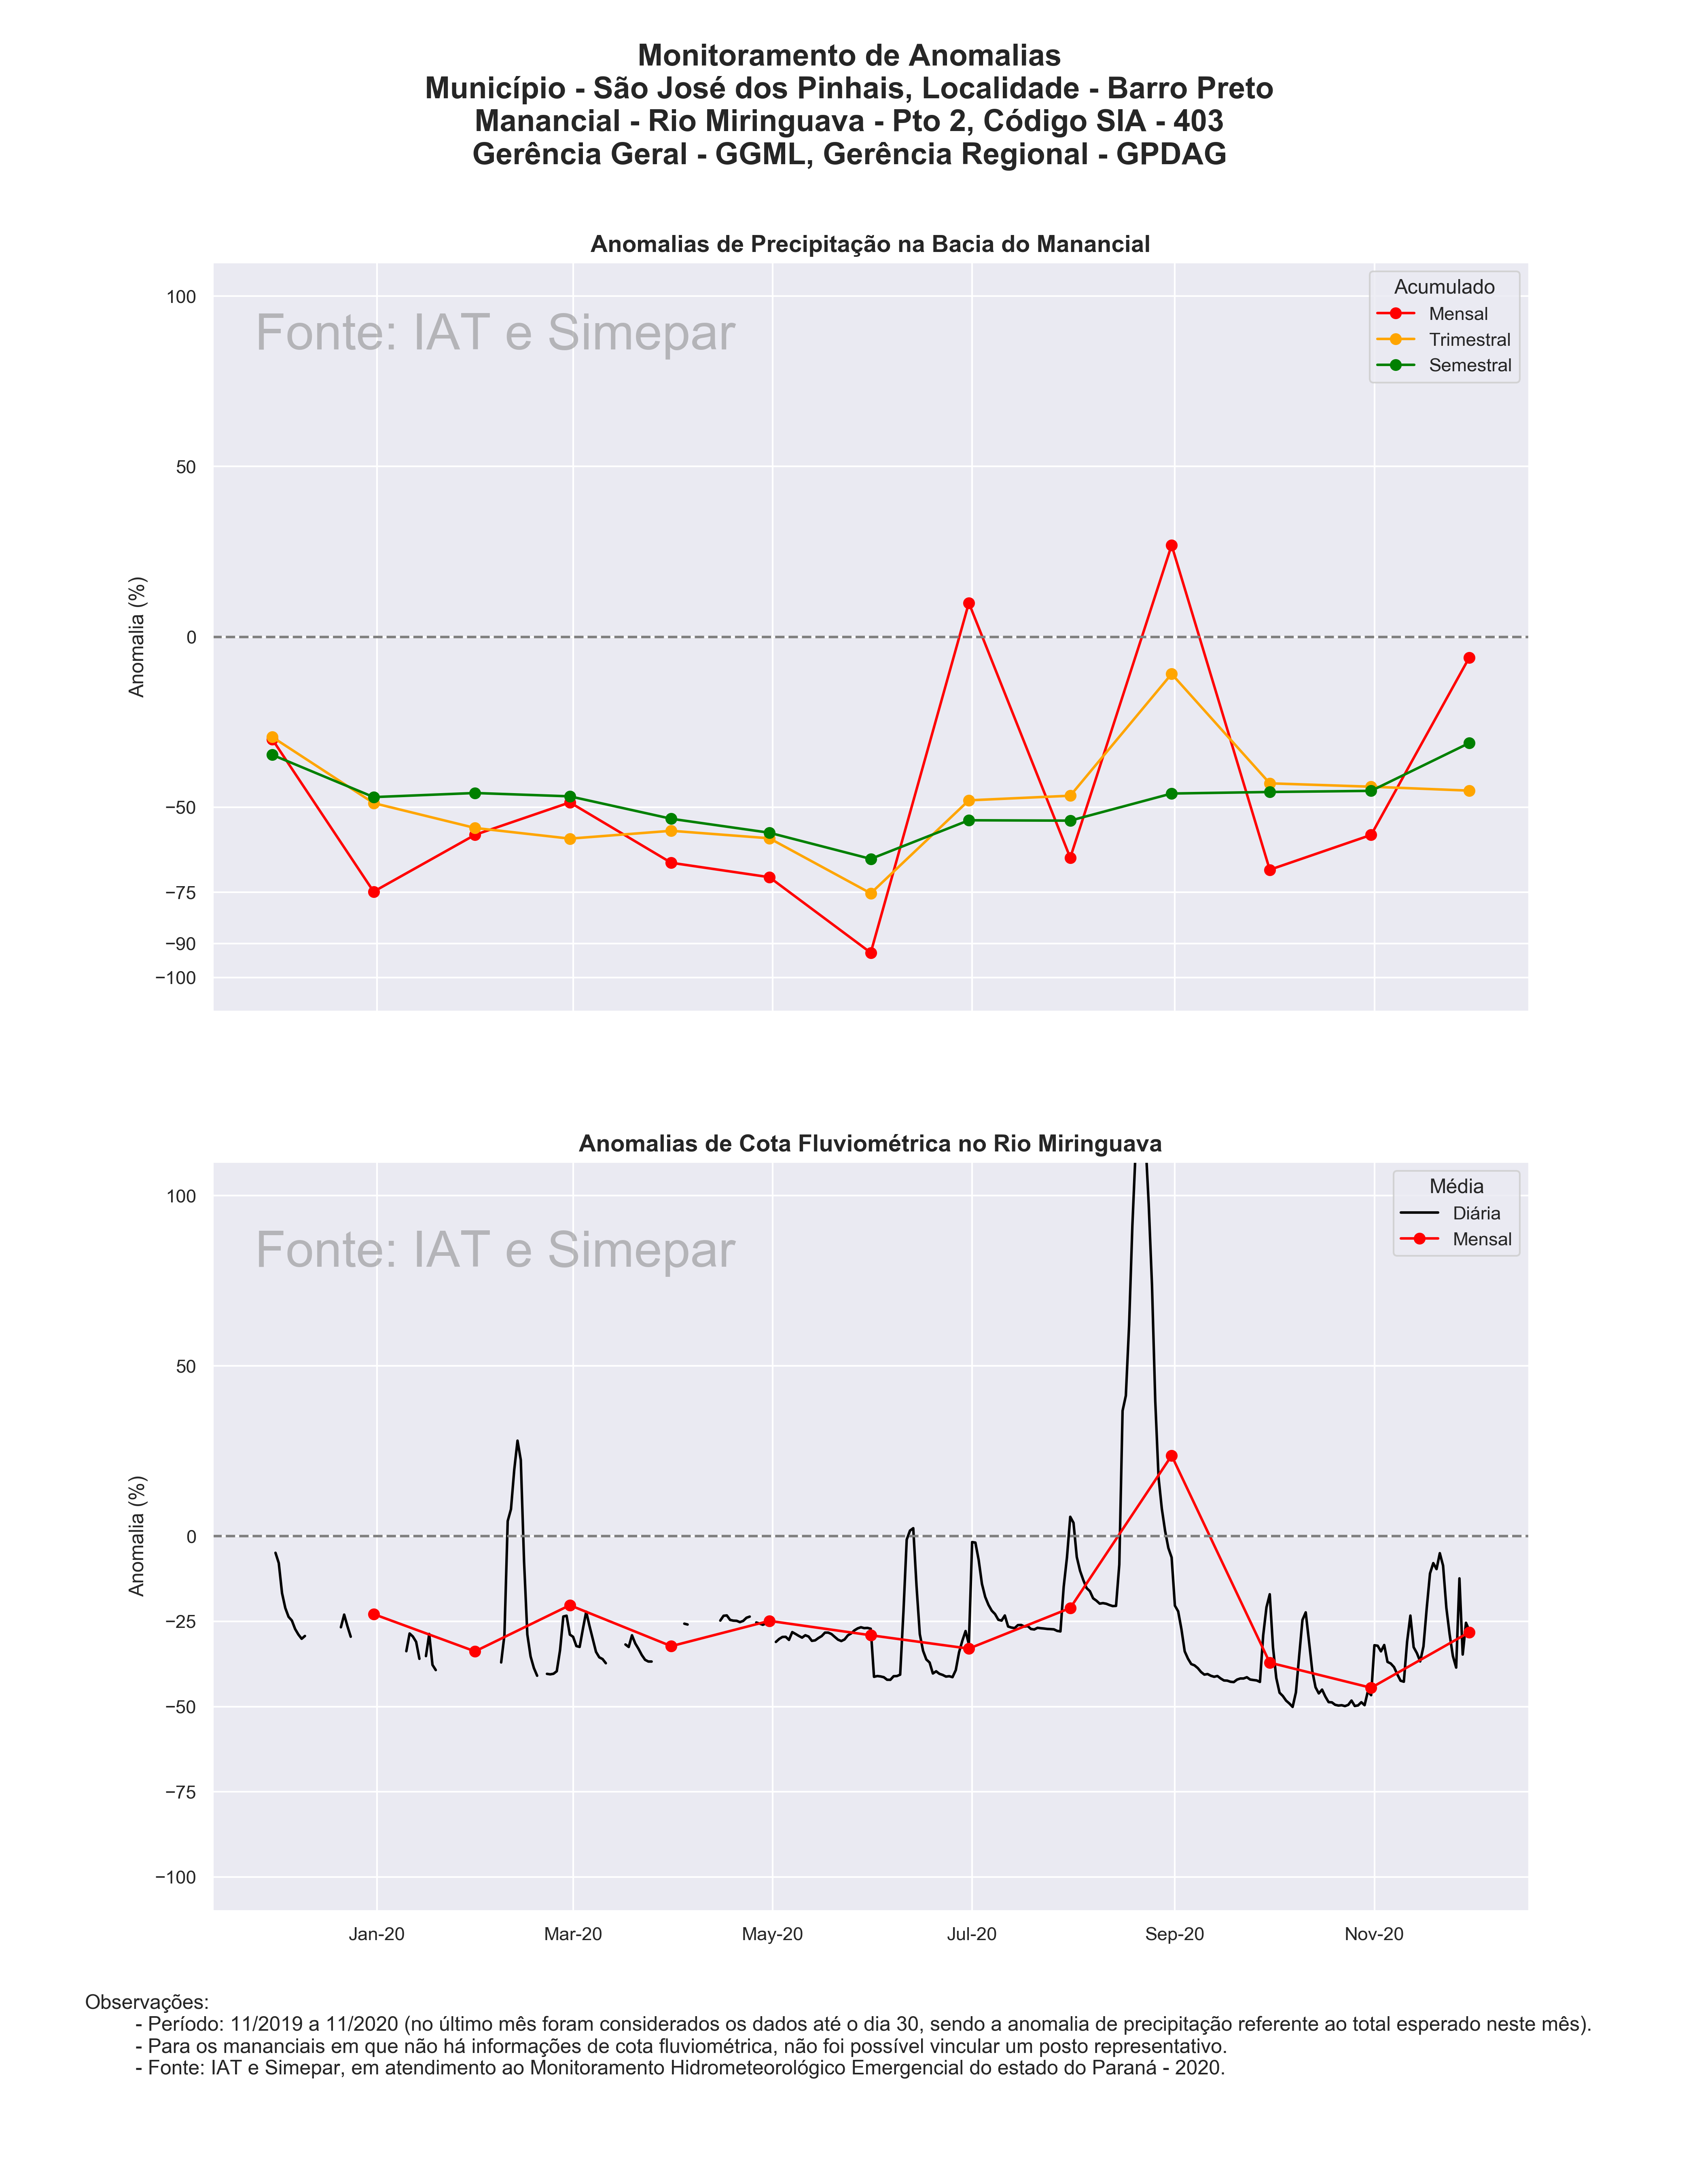 Monitoramento de Anomalias
Município - São José dos Pinhais, Localidade - Barro Preto
Manancial - Rio Miringuava - Pto 2, Código SIA - 403
Gerência Geral - GGML, Gerência Regional - GPDAG
Anomalias de Precipitação na Bacia do Manancial
Fonte: IAT e Simepar
Acumulado
Mensal
Trimestral
Semestral
Anomalia (%)
100
50
0
−50
−75
−90
−100
Anomalias de Cota Fluviométrica no Rio Miringuava
Fonte: IAT e Simepar
Média
Diária
Mensal
Anomalia (%)
100
50
0
−25
−50
−75
−100
Jan-20
Mar-20
May-20
Jul-20
Sep-20
Nov-20
Observações:
- Período: 11/2019 a 11/2020 (no último mês foram considerados os dados até o dia 30, sendo a anomalia de precipitação referente ao total esperado neste mês).
- Para os mananciais em que não há informações de cota fluviométrica, não foi possível vincular um posto representativo.
- Fonte: IAT e Simepar, em atendimento ao Monitoramento Hidrometeorológico Emergencial do estado do Paraná - 2020.